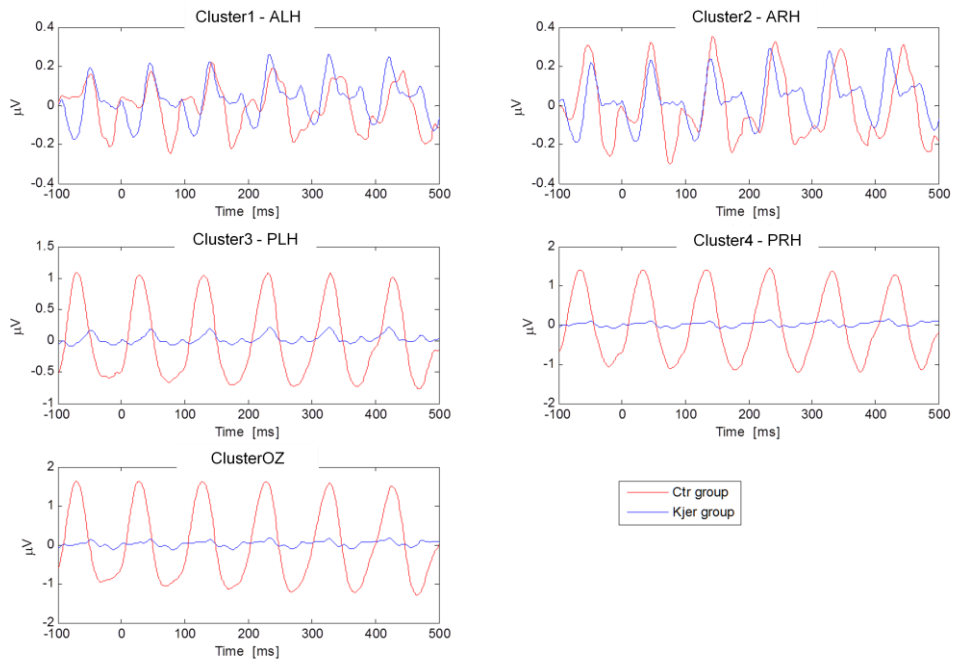 Cluster1 - ALH
0.4
0.2
0
-0.2
-0.4
µV
-100 0 100 200 300 400 500
Time [ms]
Cluster2 - ARH
0.4
0.2
0
-0.2
-0.4
µV
-100 0 100 200 300 400 500
Time [ms]
Cluster3 - PLH
1.5
1
0.5
0
-0.5
-1
µV
-100 0 100 200 300 400 500
Time [ms]
Cluster4 - PRH
2
1
0
-1
-2
µV
-100 0 100 200 300 400 500
Time [ms]
ClusterOZ
2
1
0
-1
-2
µV
-100 0 100 200 300 400 500
Time [ms]
Ctr group
Kjer group